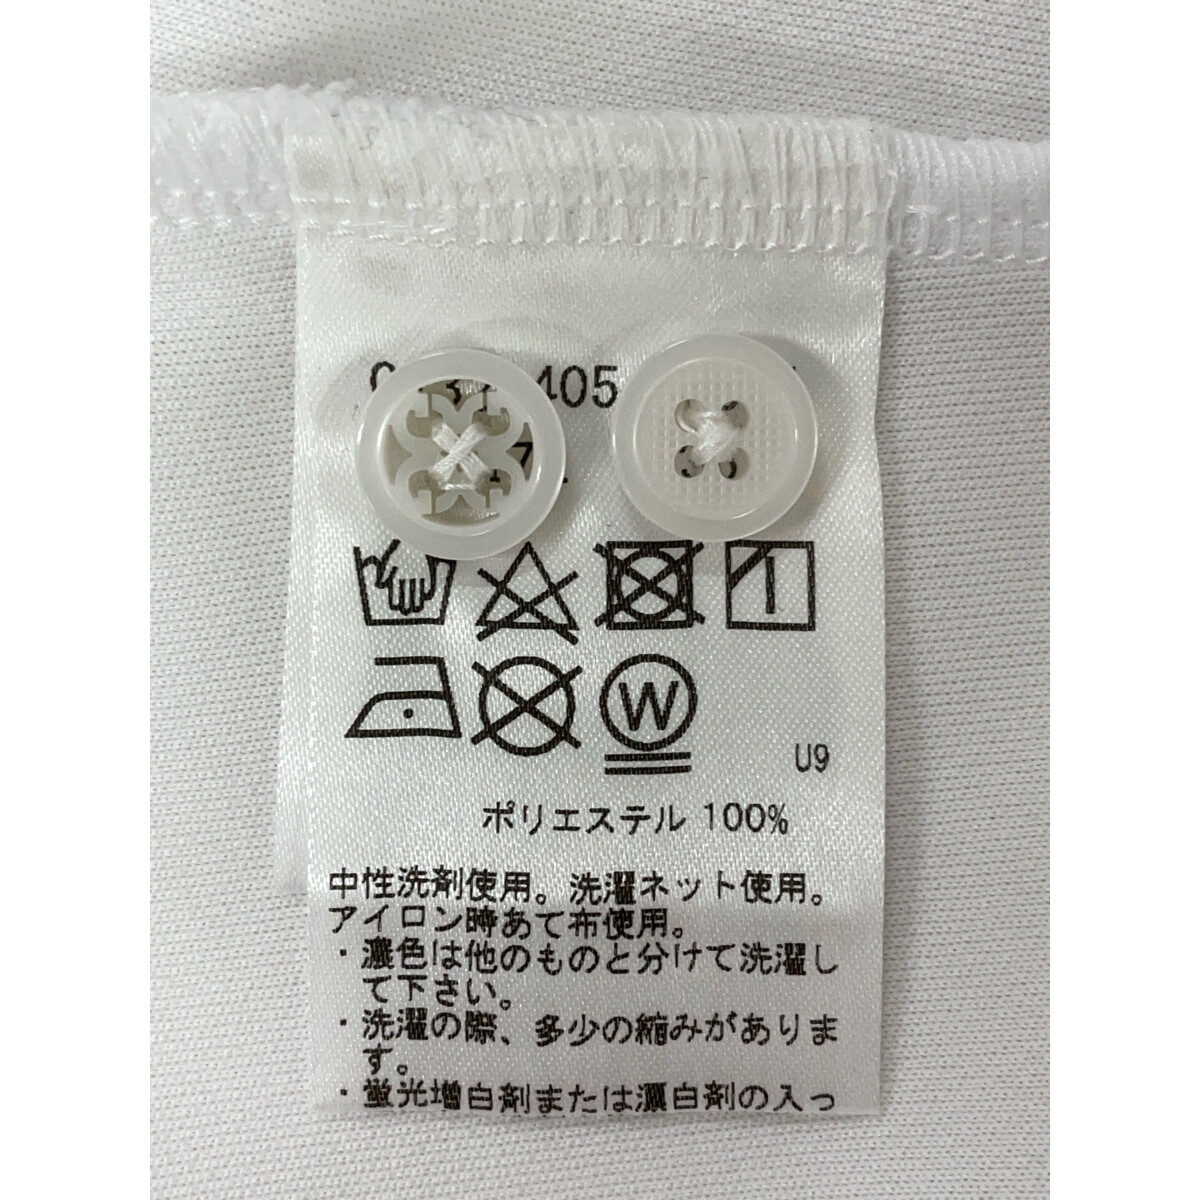 405
W
U9
ポリエステル 100%
中性洗剤使用。洗濯ネット使用。
アイロン時あて布使用。
・濃色は他のものと分けて洗濯し
て下さい。
・洗濯の際、多少の縮みがありま
す。
・蛍光増白剤または漂白剤の入っ